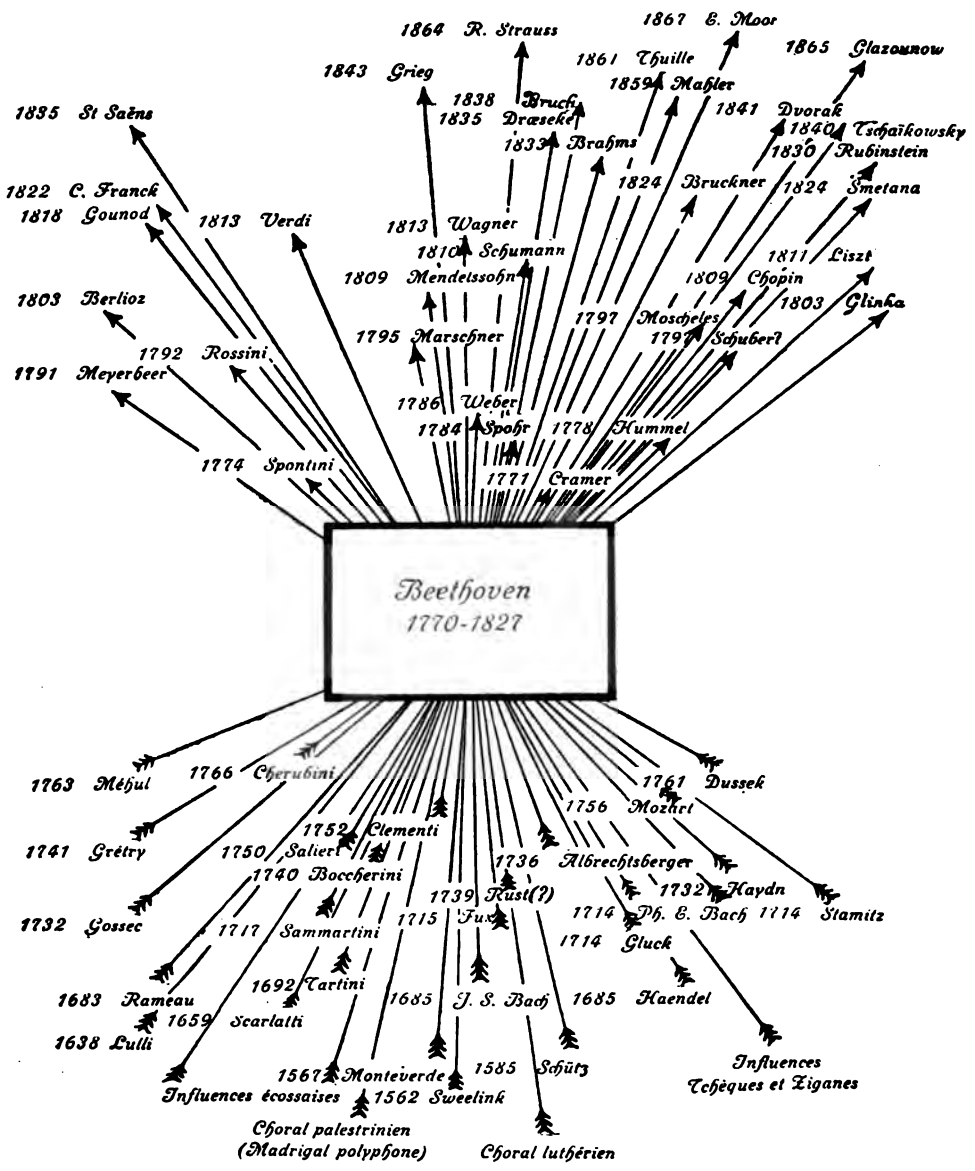 1867 E. Moor
1864 R. Strauss
1865 Glazounow
1861 Thuille
1843 Grieg
1859 Mahler
1838 Bruch
1841 Dvorak
1835 St Saëns
1835 Dræseke
1840 Tschaïkowsky
1833 Brahms
1830 Rubinstein
1822 C. Franck
1824 Bruckner
1824 Smetana
1818 Gounod
1813 Verdi
1813 Wagner
1810 Schumann
1811 Liszt
1809 Mendelssohn
1809 Chopin
1803 Berlioz
1803 Glinka
1797 Moscheles
1795 Marschner
1797 Schubert
1792 Rossini
1791 Meyerbeer
1786 Weber
1784 Spohr
1778 Hummel
1774 Spontini
1771 Cramer
Beethoven
1770-1827
1763 Méhul
1766 Cherubini
1761 Dussek
1756 Mozart
1752 Clementi
1741 Grétry
1750 Salieri
1736 Albrechtsberger
1740 Boccherini
1739 Rust(?)
1732 Haydn
1732 Gossec
1717 Sammartini
1715 Fux
1714 Ph. E. Bach
1714 Stamitz
1714 Gluck
1692 Tartini
1683 Rameau
1685 J. S. Bach
1685 Haendel
1659 Scarlatti
1638 Lulli
1585 Schütz
Influences
Tchèques et Ziganes
1567 Monteverde
Influences écossaises
1562 Sweelink
Choral palestrinien
(Madrigal polyphone)
Choral luthérien